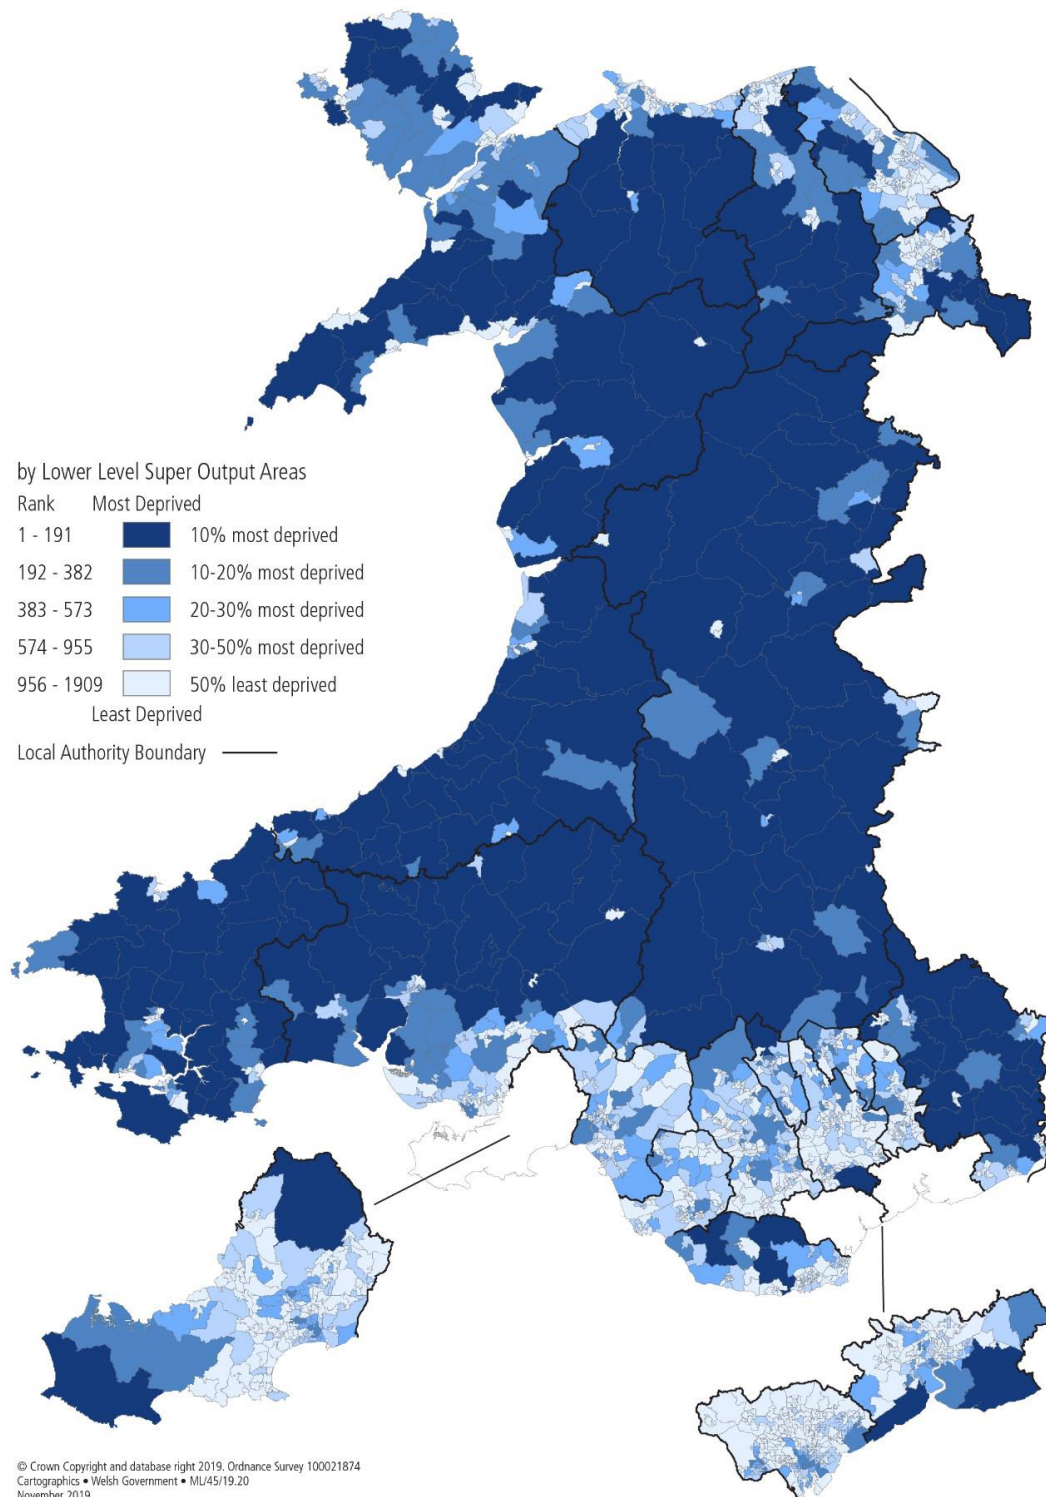 by Lower Level Super Output Areas
Rank Most Deprived
1 - 191 10% most deprived
192 - 382 10-20% most deprived
383 - 573 20-30% most deprived
574 - 955 30-50% most deprived
956 - 1909 50% least deprived
Least Deprived
Local Authority Boundary
© Crown Copyright and database right 2019. Ordnance Survey 100021874
Cartographics • Welsh Government • ML/45/19.20
November 2019